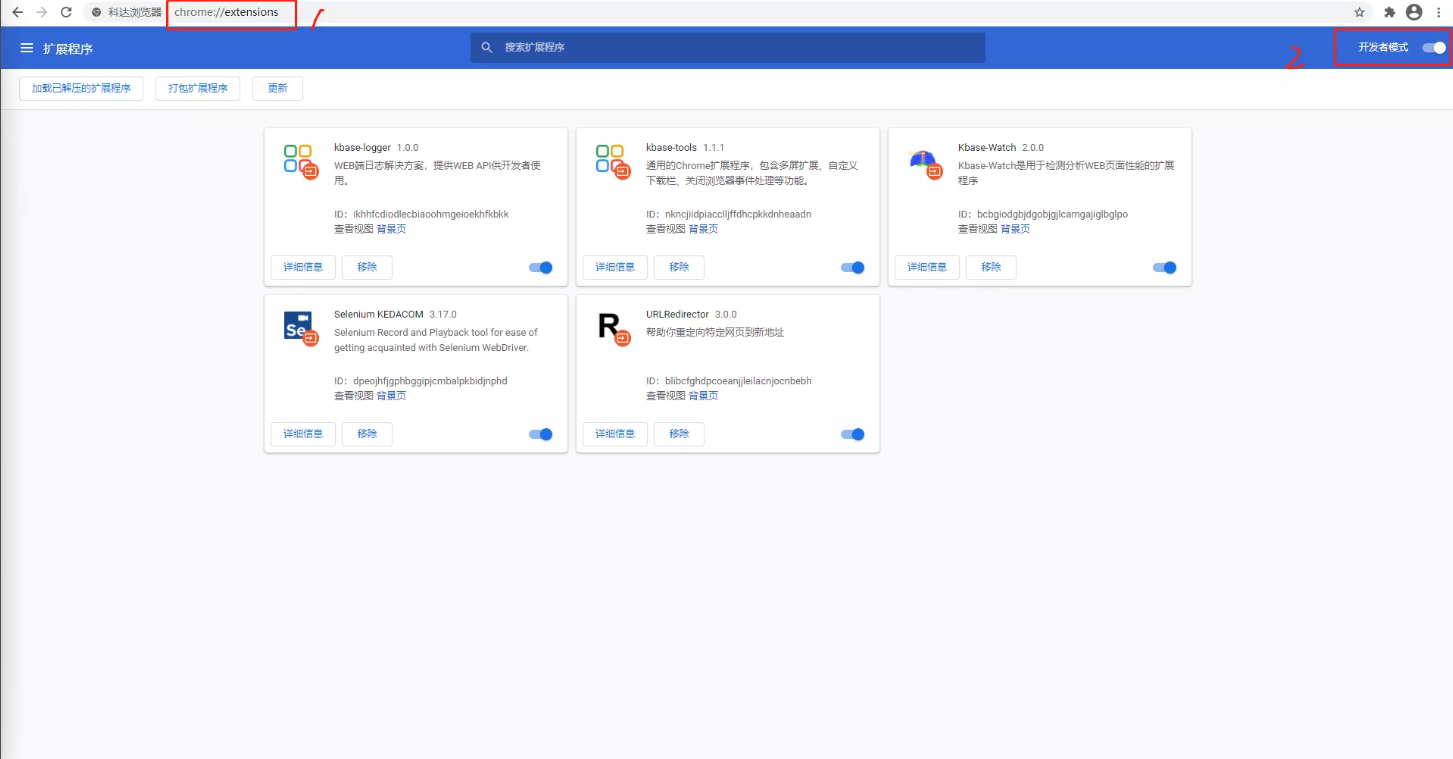 科达浏览器 chrome://extensions 1
扩展程序 搜索扩展程序 2 开发者模式
加载已解压的扩展程序 打包扩展程序 更新
kbase-logger 1.0.0
WEB端日志解决方案，提供WEB API供开发者使
用。
ID： ikhhfcdiodlecbiaoohmgeioekhfkbkk
查看视图 背景页
详细信息 移除
kbase-tools 1.1.1
通用的Chrome扩展程序，包含多屏扩展、自定义
下载栏、关闭浏览器事件处理等功能。
ID： nkncjiidpiacclljffdhcpkkdnheaadn
查看视图 背景页
详细信息 移除
Kbase-Watch 2.0.0
Kbase-Watch是用于检测分析WEB页面性能的扩展
程序
ID： bcbgiodgbjdgobjgjlcamgajiglbglpo
查看视图 背景页
详细信息 移除
Se
Selenium KEDACOM 3.17.0
Selenium Record and Playback tool for ease of
getting acquainted with Selenium WebDriver.
ID： dpeojhfjgphbggipjcmbalpkbidjnphd
查看视图 背景页
详细信息 移除
R
URLRedirector 3.0.0
帮助你重定向特定网页到新地址
ID： blibcfghdpcoeanjjleilacnjocnbebh
查看视图 背景页
详细信息 移除